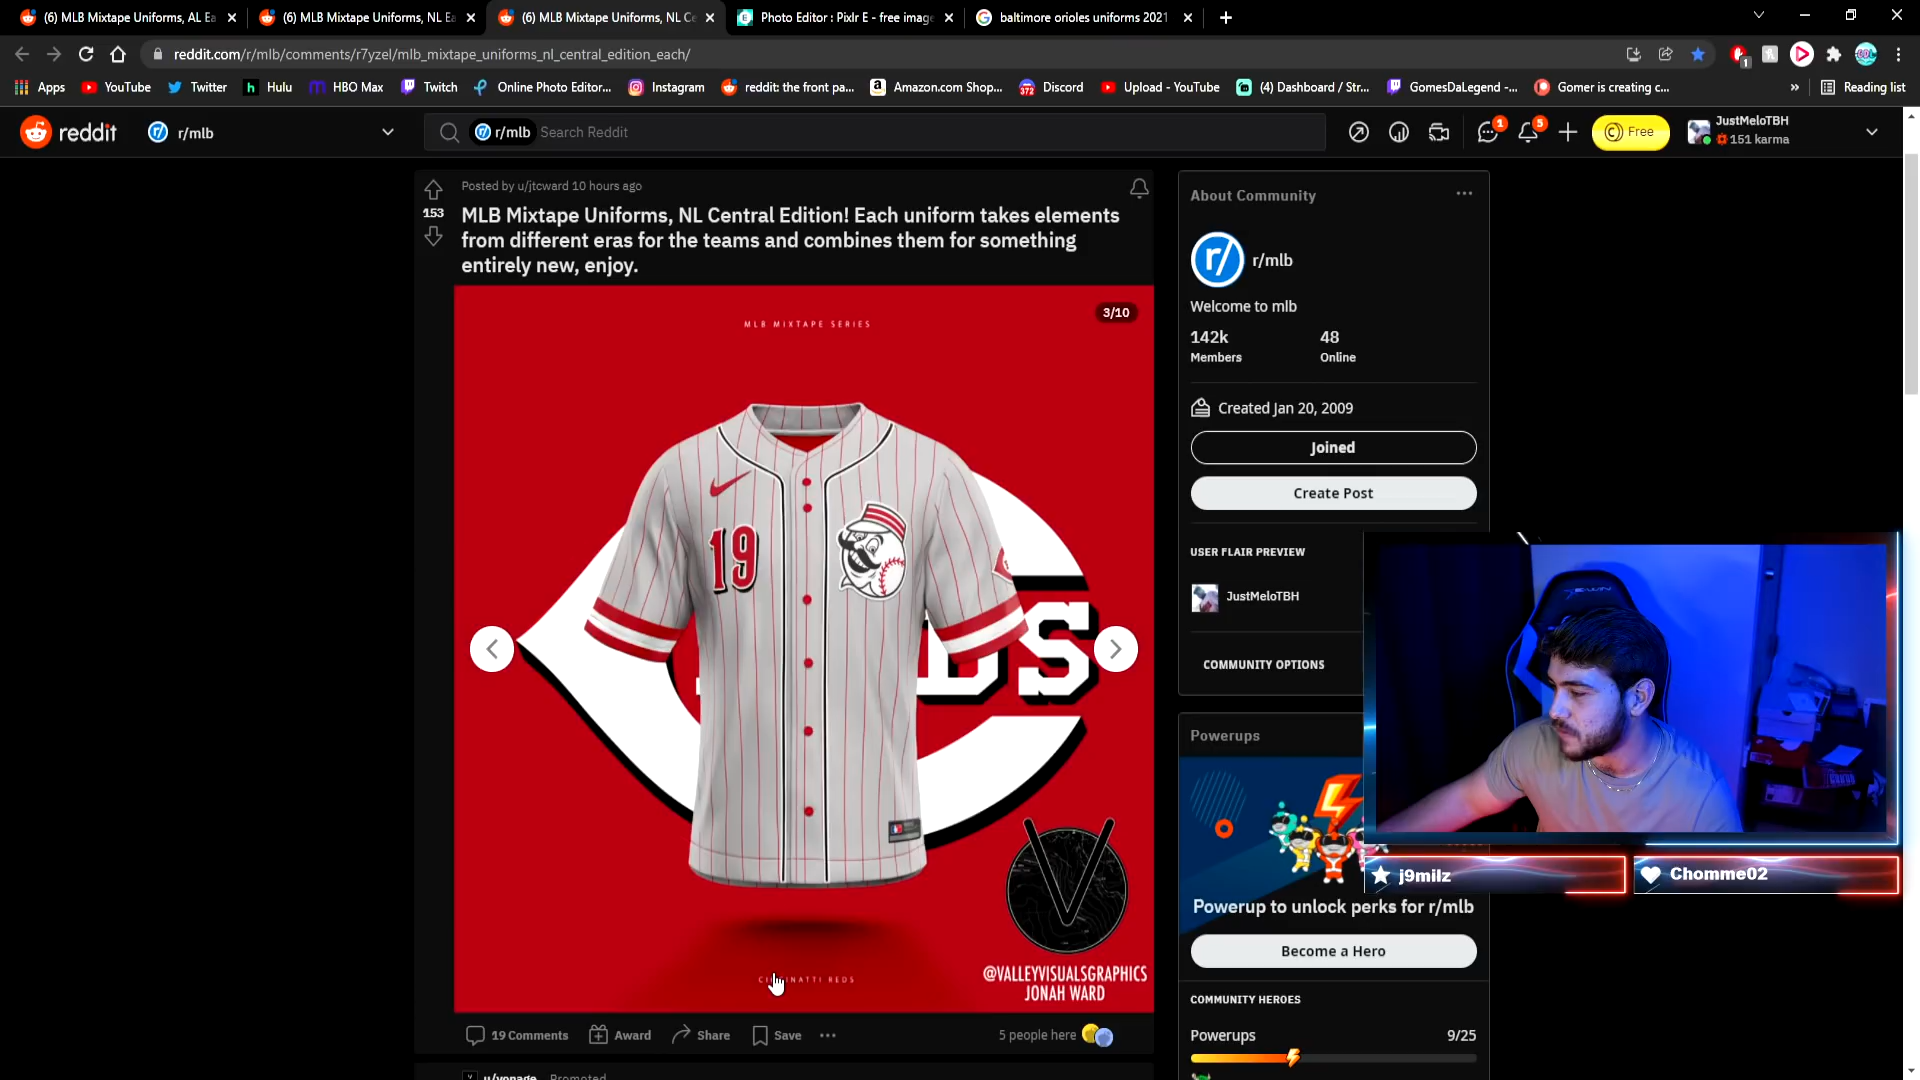 (6) MLB Mixtape Uniforms, AL Ea
(6) MLB Mixtape Uniforms, NL Ea
(6) MLB Mixtape Uniforms, NL Ce
Photo Editor : Pixlr E - free image
baltimore orioles uniforms 2021
reddit.com/r/mlb/comments/r7yzel/mlb_mixtape_uniforms_nl_central_edition_each/
Apps
YouTube
Twitter
Hulu
HBO Max
Twitch
Online Photo Editor...
Instagram
reddit: the front pa...
Amazon.com Shop...
Discord
Upload - YouTube
(4) Dashboard / Str...
GomesDaLegend -...
Gomer is creating c...
»
Reading list
reddit
r/mlb
r/mlb Search Reddit
1
5
Free
JustMeloTBH
151 karma
Posted by u/jtcward 10 hours ago
153
MLB Mixtape Uniforms, NL Central Edition! Each uniform takes elements
from different eras for the teams and combines them for something
entirely new, enjoy.
MLB MIXTAPE SERIES
3/10
19
@VALLEYVISUALSGRAPHICS
JONAH WARD
19 Comments
Award
Share
Save
5 people here
Promoted
About Community
r/mlb
Welcome to mlb
142k
48
Members
Online
Created Jan 20, 2009
Joined
Create Post
USER FLAIR PREVIEW
JustMeloTBH
COMMUNITY OPTIONS
Powerups
Powerup to unlock perks for r/mlb
Become a Hero
COMMUNITY HEROES
Powerups
9/25
j9milz
Chomme02